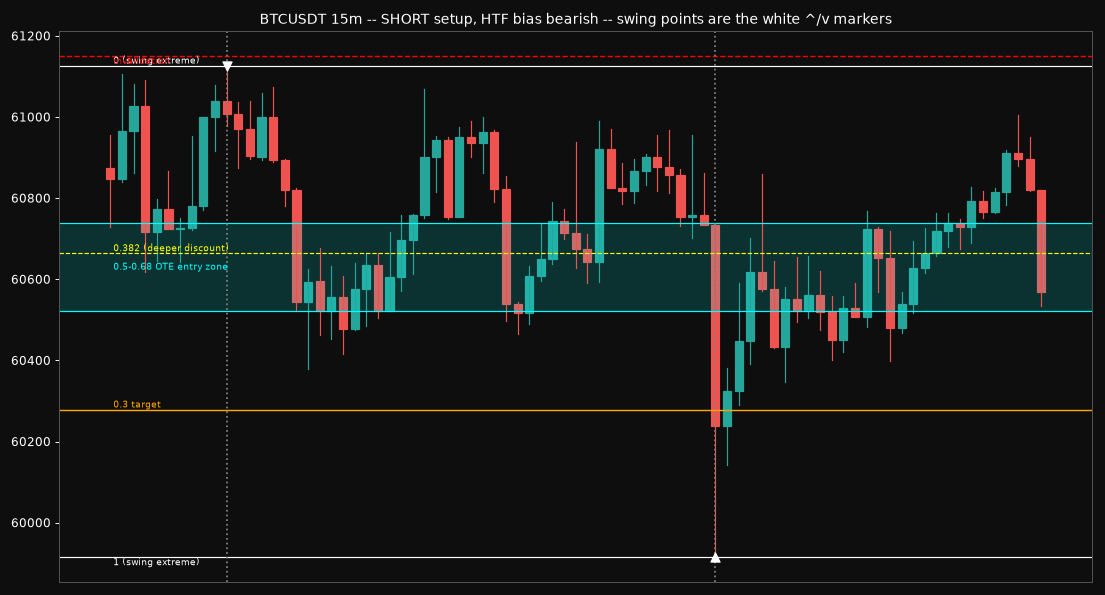 BTCUSDT 15m -- SHORT setup, HTF bias bearish -- swing points are the white ^/v markers
61200
0 (swing extreme)
61000
60800
0.382 (deeper discount)
0.5-0.68 OTE entry zone
60600
60400
0.3 target
60200
60000
1 (swing extreme)